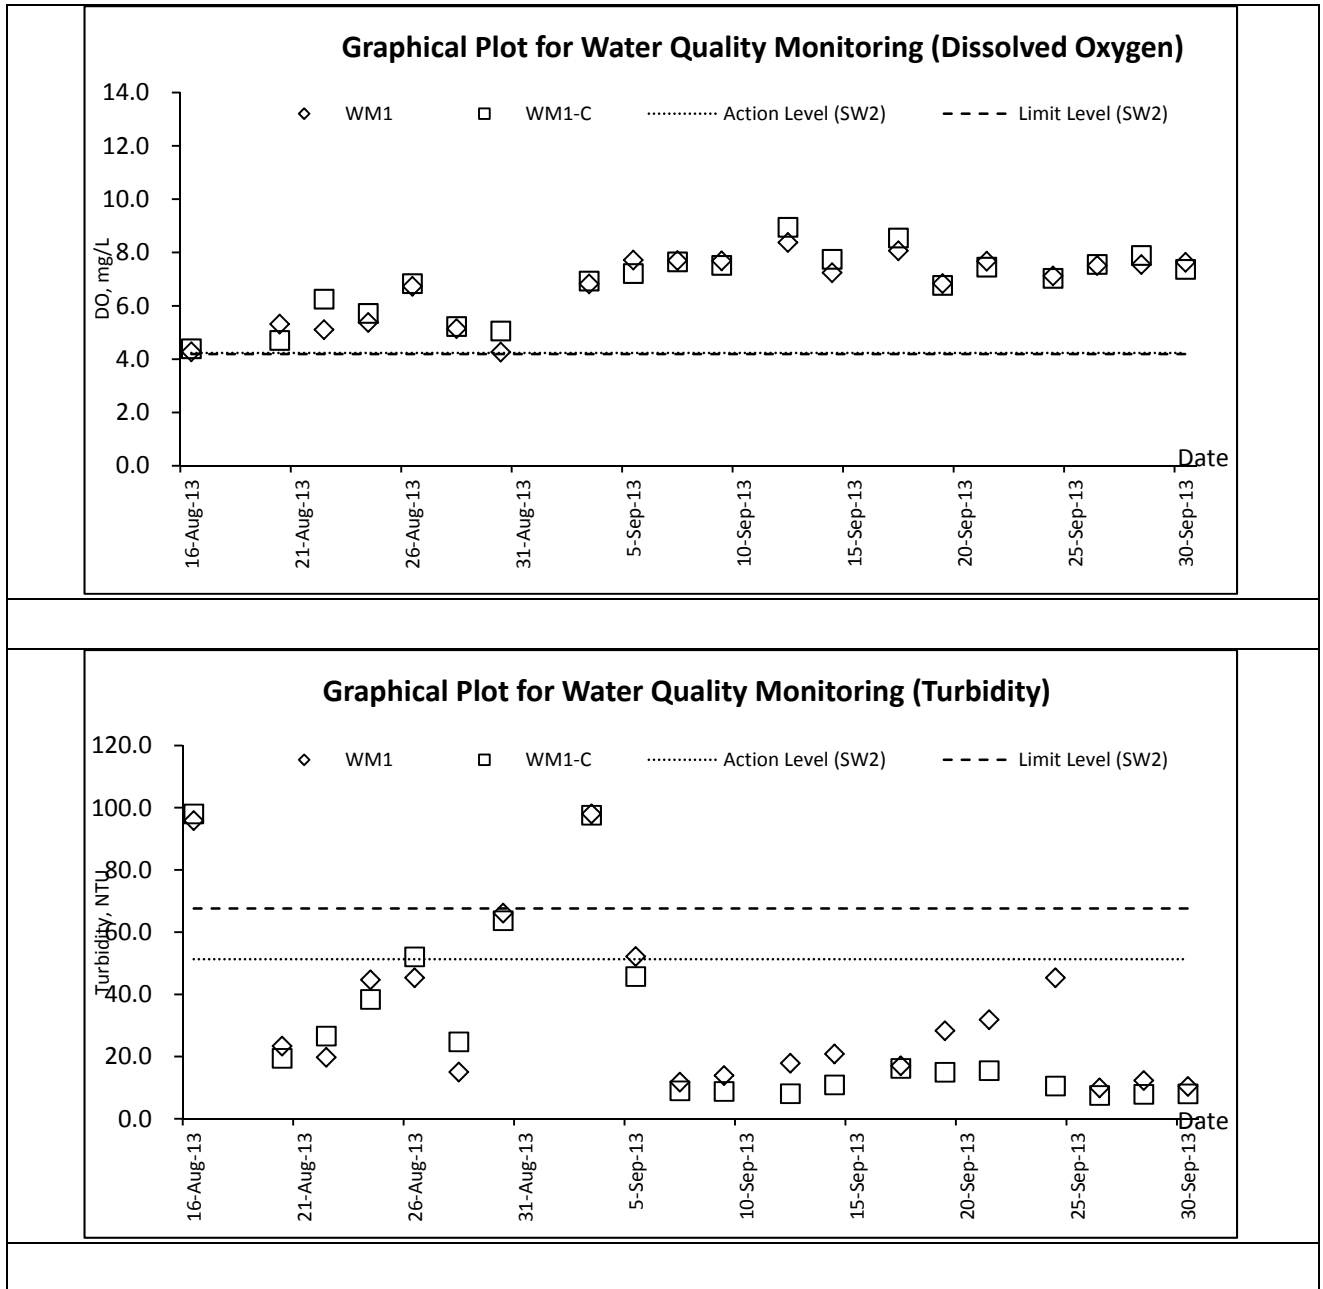 Graphical Plot for Water Quality Monitoring (Dissolved Oxygen)
WM1 WM1-C Action Level (SW2) Limit Level (SW2)
14.0
12.0
10.0
8.0
6.0
4.0
2.0
0.0
DO, mg/L
Date
16-Aug-13 21-Aug-13 26-Aug-13 31-Aug-13 5-Sep-13 10-Sep-13 15-Sep-13 20-Sep-13 25-Sep-13 30-Sep-13
Graphical Plot for Water Quality Monitoring (Turbidity)
WM1 WM1-C Action Level (SW2) Limit Level (SW2)
120.0
100.0
80.0
60.0
40.0
20.0
0.0
Turbidity, NTU
Date
16-Aug-13 21-Aug-13 26-Aug-13 31-Aug-13 5-Sep-13 10-Sep-13 15-Sep-13 20-Sep-13 25-Sep-13 30-Sep-13